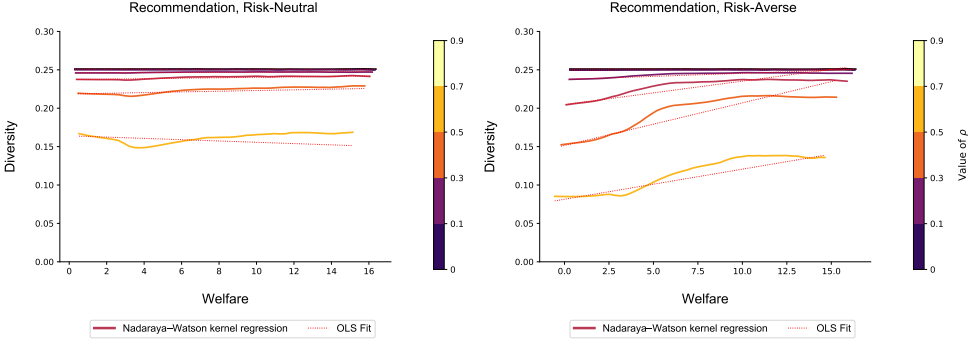 Recommendation, Risk-Neutral
0.30
0.25
0.20
0.15
0.10
0.05
0.00
Diversity
0 2 4 6 8 10 12 14 16
Welfare
0.9
0.7
0.5
0.3
0.1
0
Nadaraya–Watson kernel regression OLS Fit
Recommendation, Risk-Averse
0.30
0.25
0.20
0.15
0.10
0.05
0.00
Diversity
0.0 2.5 5.0 7.5 10.0 12.5 15.0
Welfare
0.9
0.7
0.5
0.3
0.1
0
Value of ρ
Nadaraya–Watson kernel regression OLS Fit